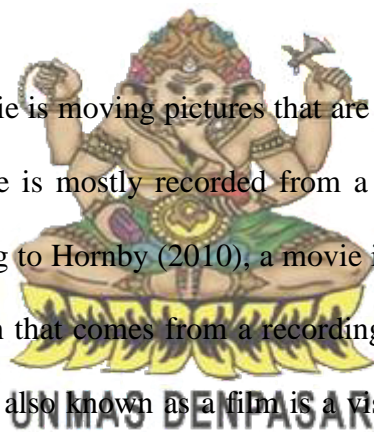 ie is moving pictures that are
e is mostly recorded from a
g to Hornby (2010), a movie i
n that comes from a recording
UNMAS DENPASAR
also known as a film is a vis